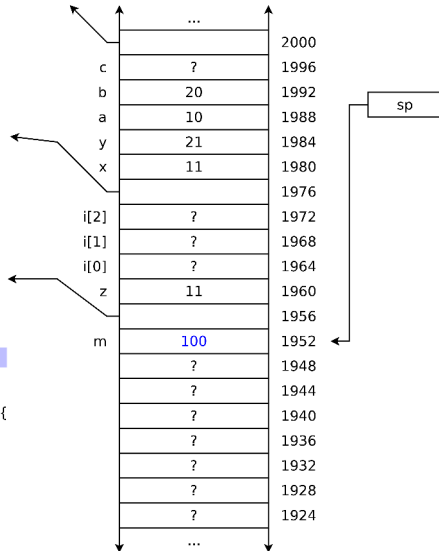 ...
2000
c ? 1996
b 20 1992
sp
a 10 1988
y 21 1984
x 11 1980
1976
i[2] ? 1972
i[1] ? 1968
i[0] ? 1964
z 11 1960
1956
m 100 1952
? 1948
? 1944
{ ? 1940
? 1936
? 1932
? 1928
? 1924
...